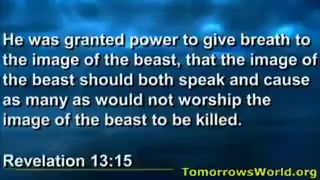 He was granted power to give breath to
the image of the beast, that the image of
the beast should both speak and cause
as many as would not worship the
image of the beast to be killed.
Revelation 13:15
TomorrowsWorld.org